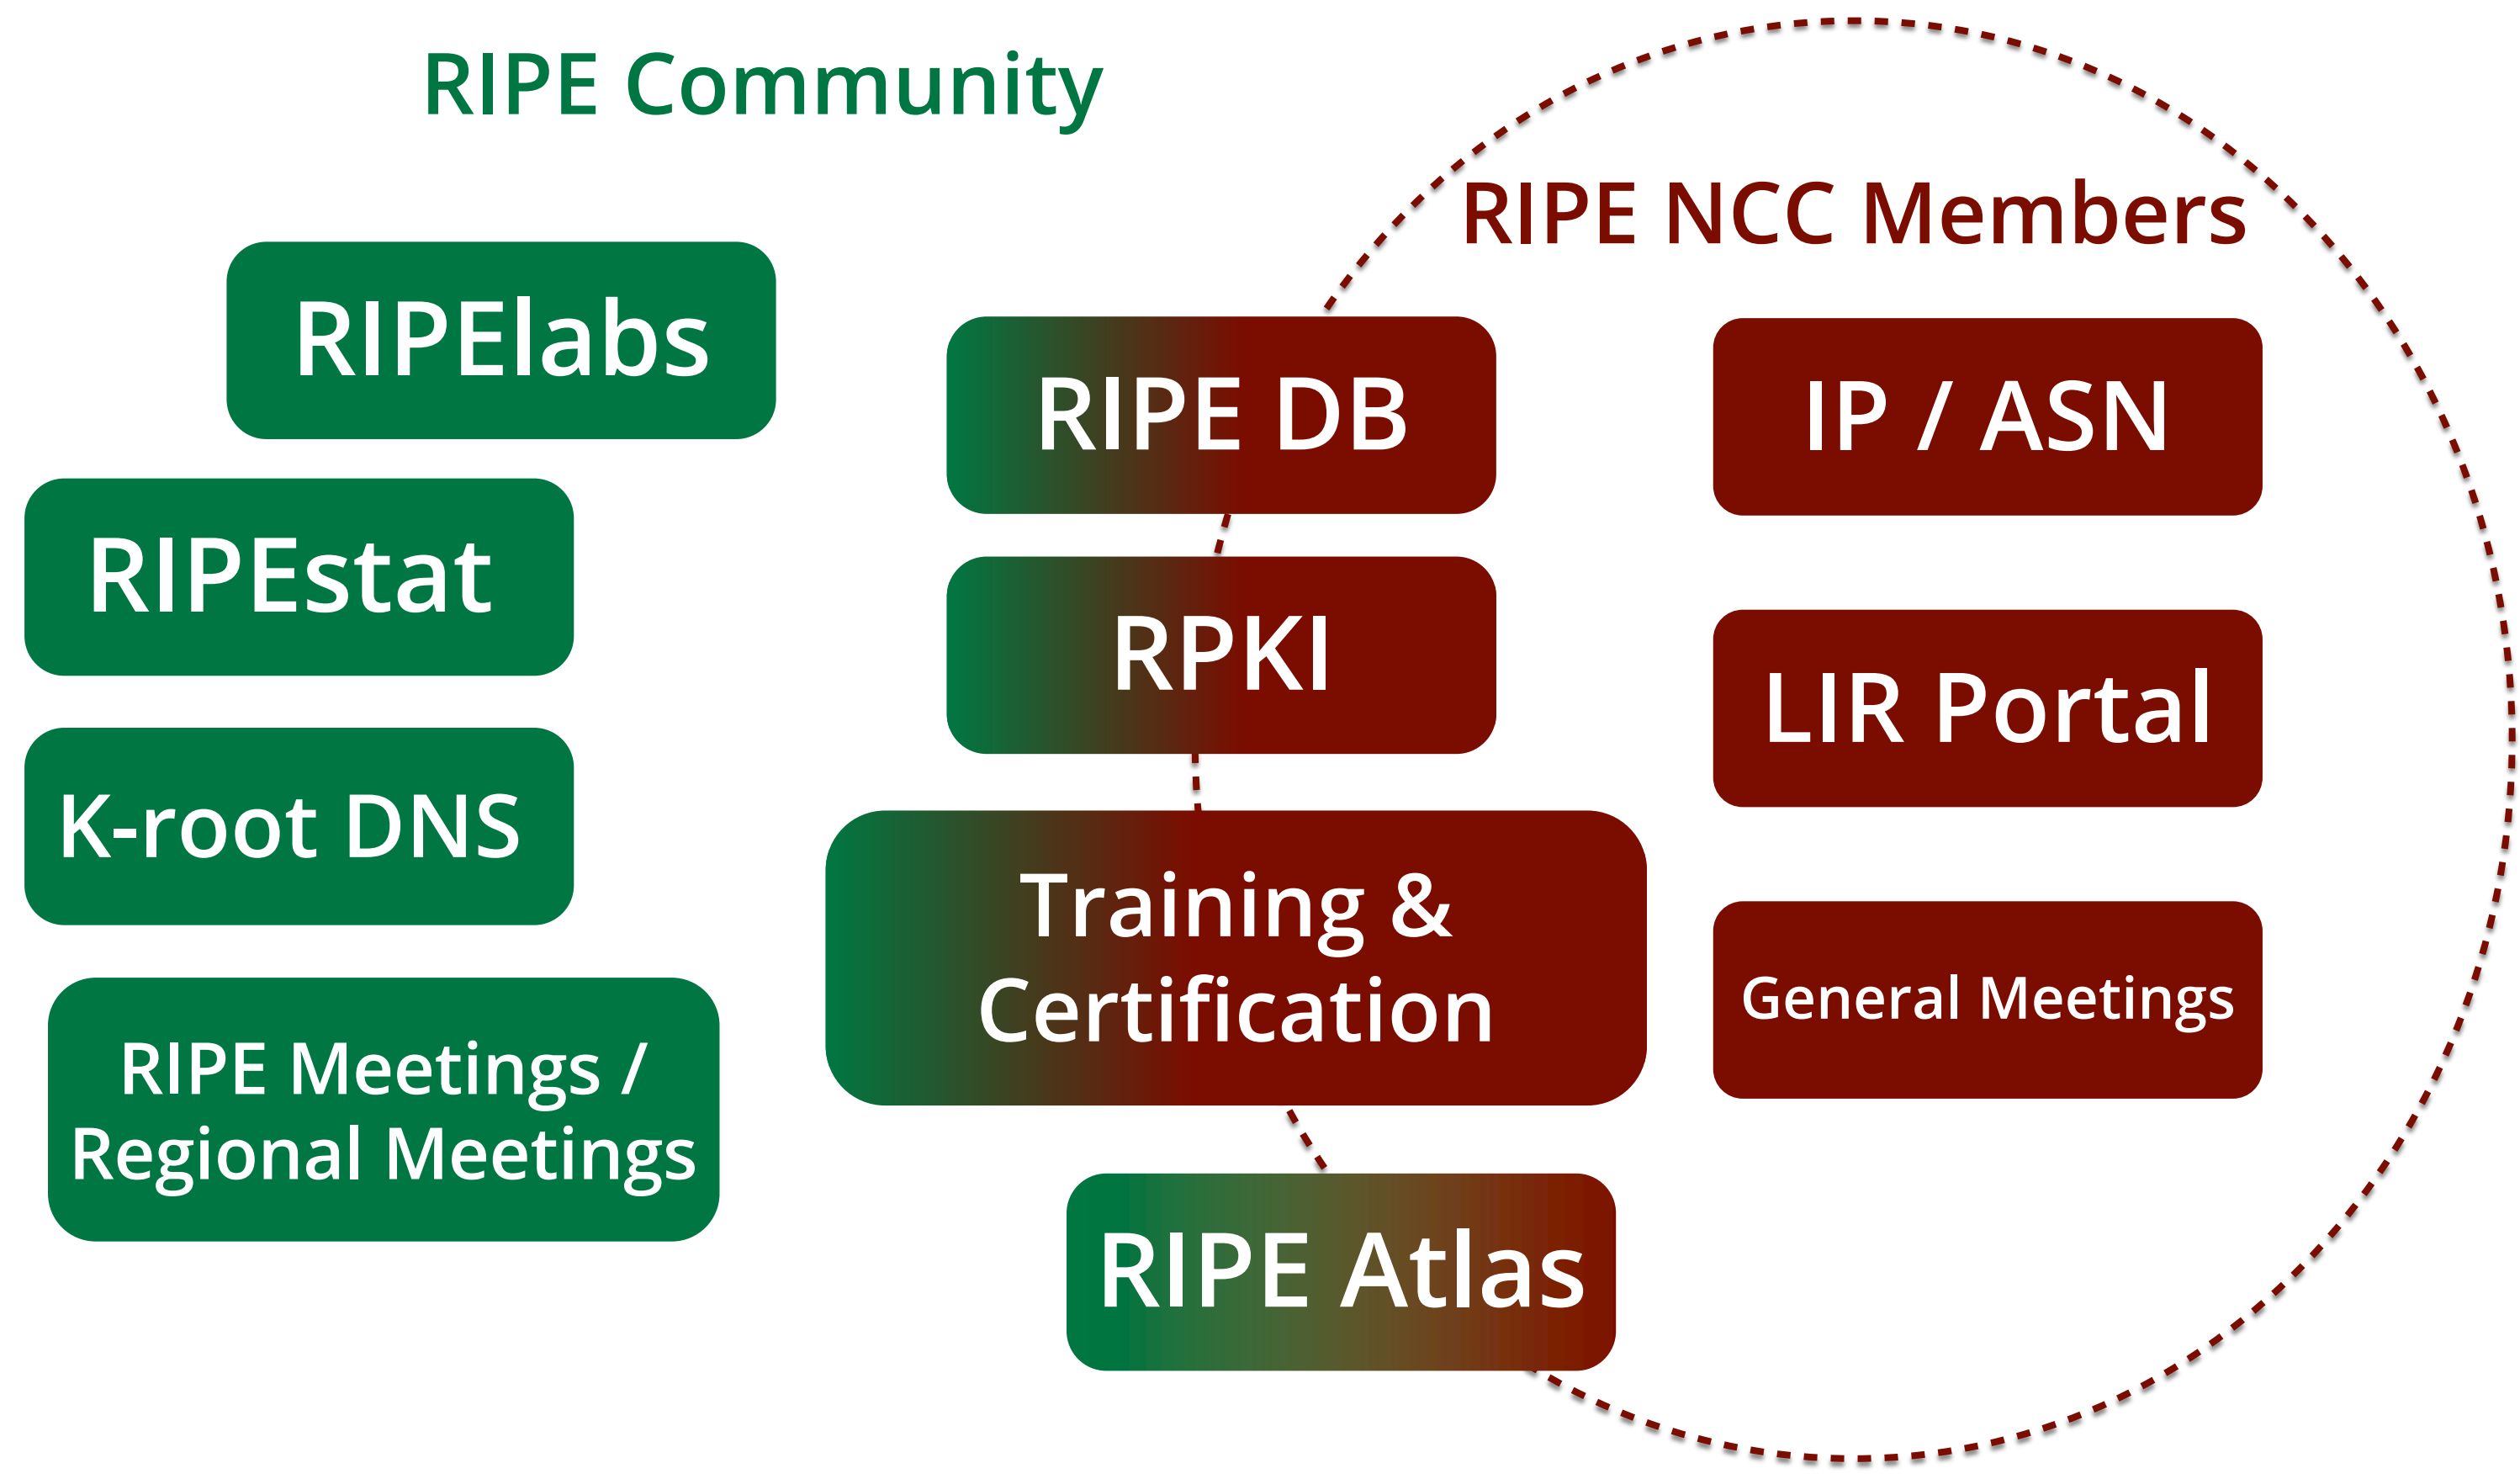 RIPE Community
RIPElabs
RIPEstat
K-root DNS
RIPE Meetings /
Regional Meetings
RIPE DB
RPKI
Training &
Certification
RIPE Atlas
RIPE NCC Members
IP / ASN
LIR Portal
General Meetings